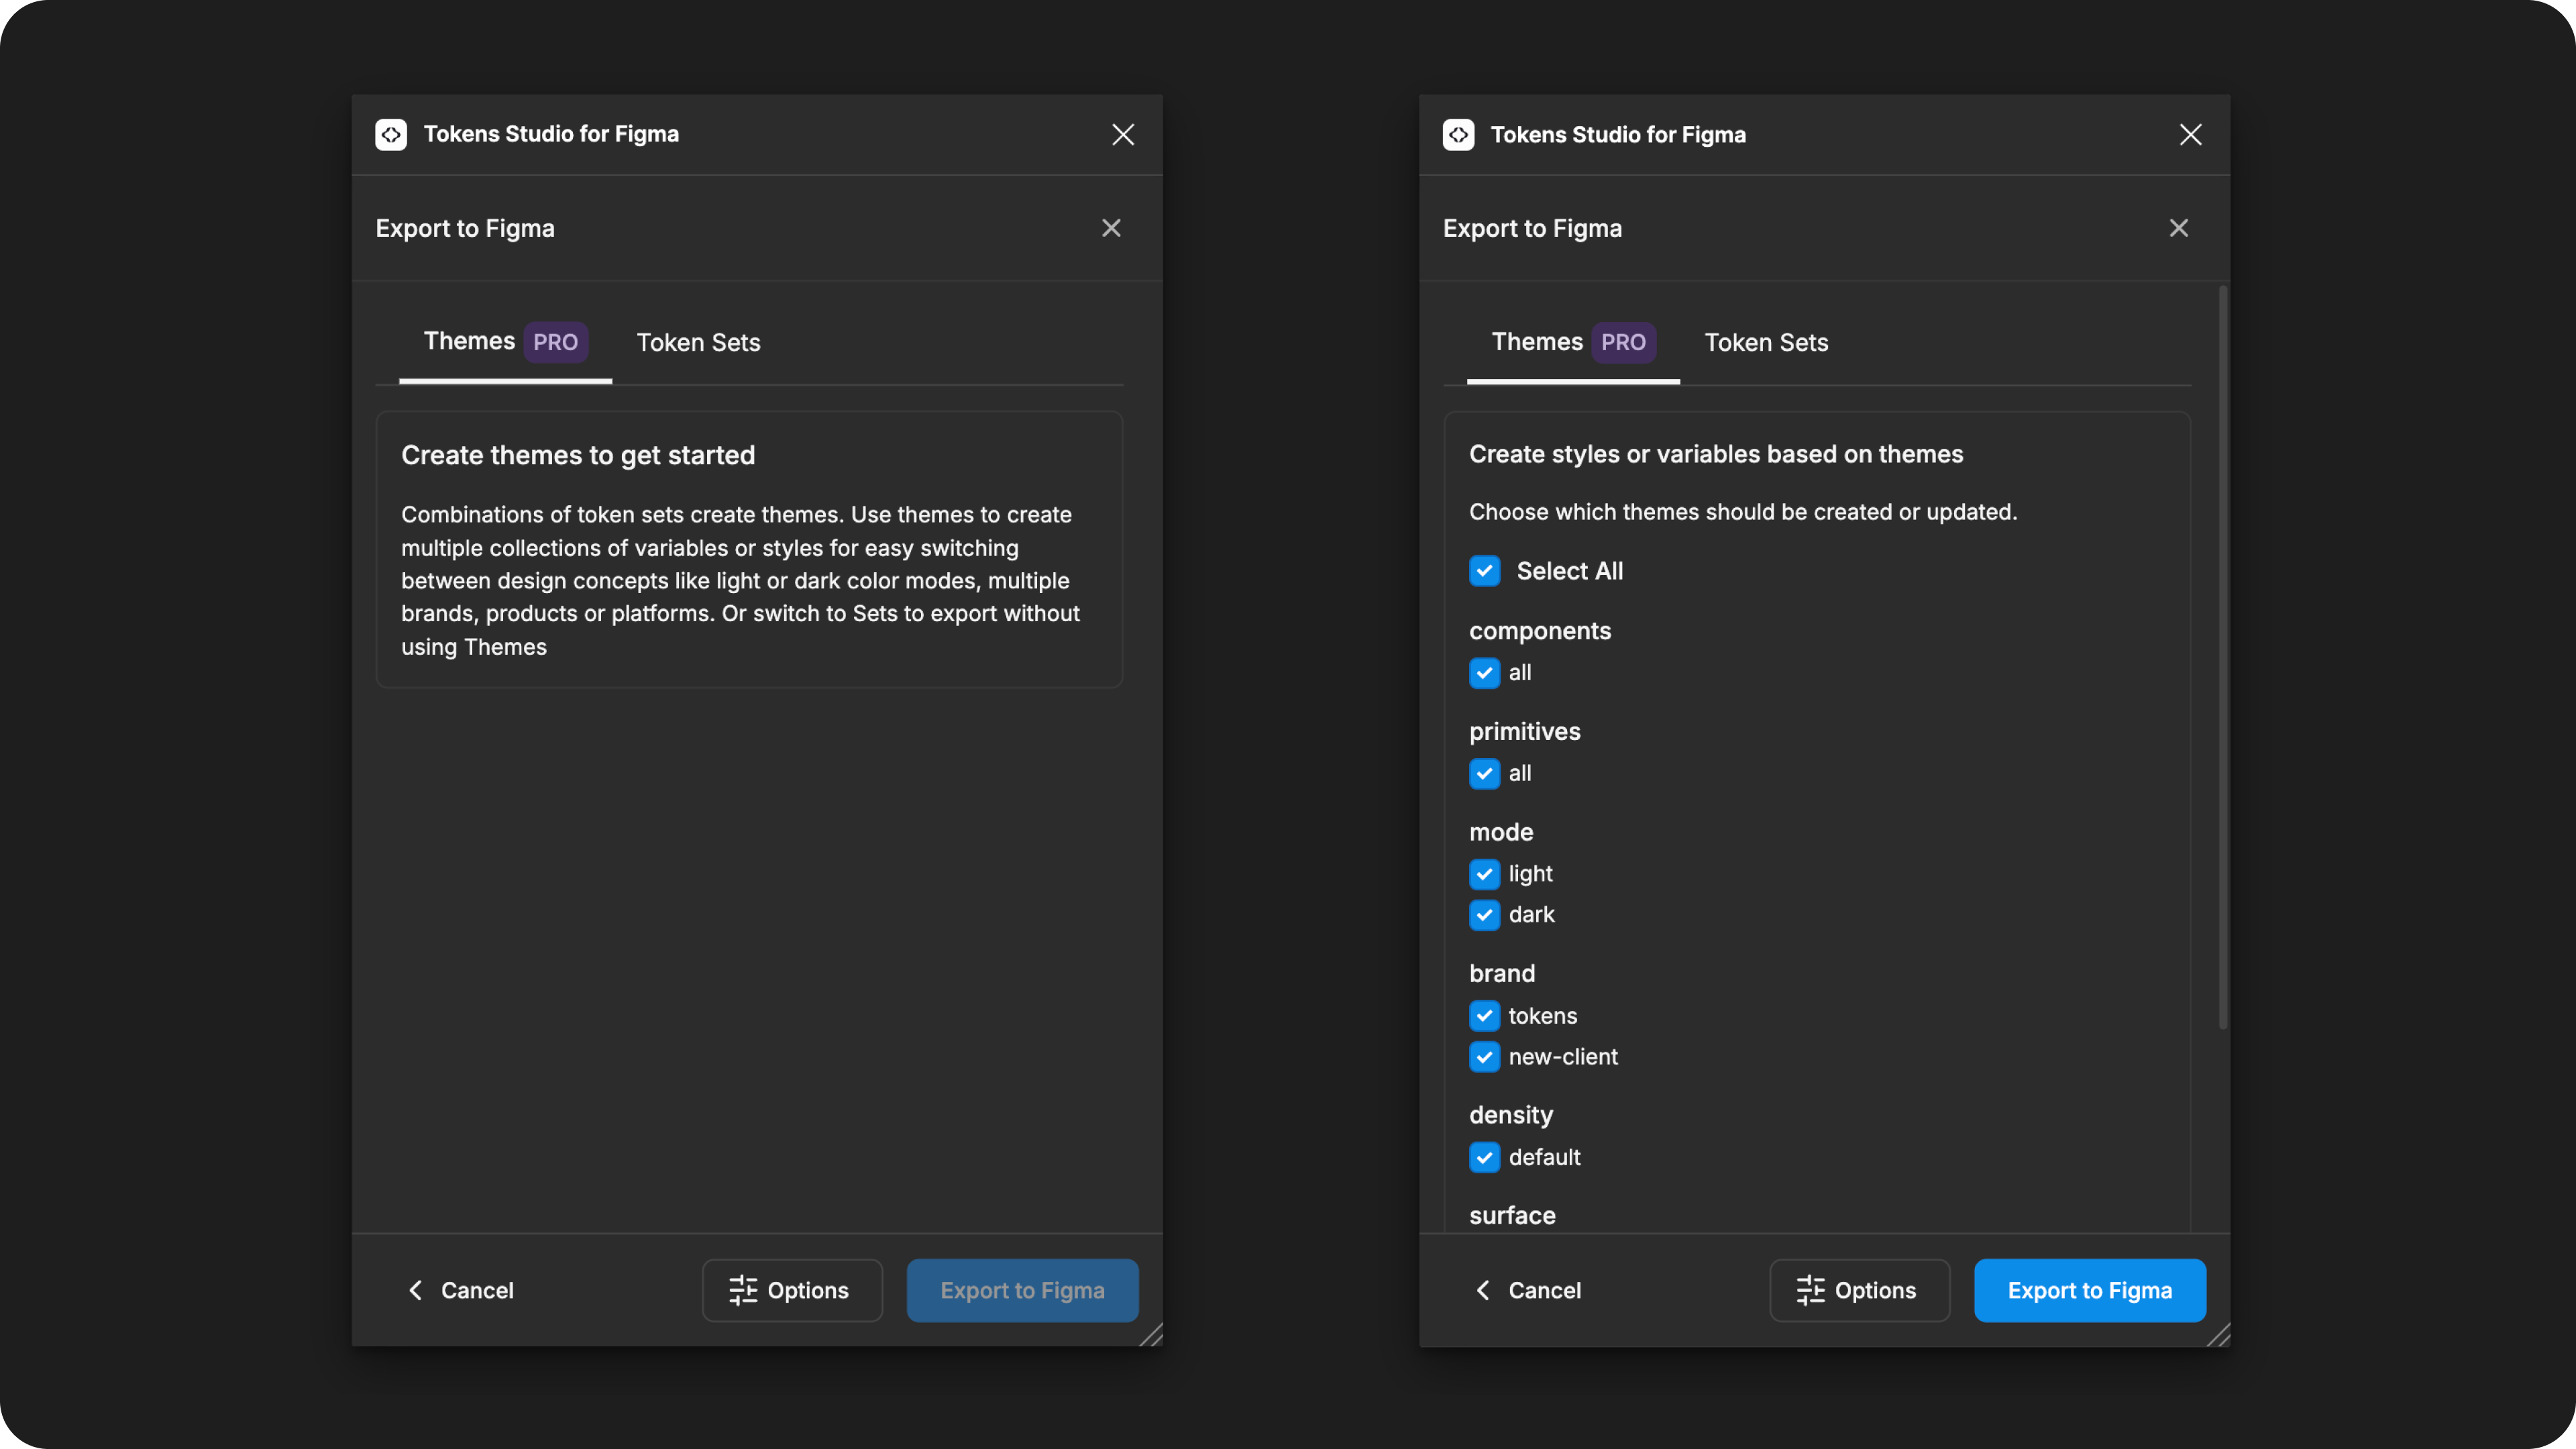 Tokens Studio for Figma
Export to Figma
Themes PRO Token Sets
Create themes to get started
Combinations of token sets create themes. Use themes to create
multiple collections of variables or styles for easy switching
between design concepts like light or dark color modes, multiple
brands, products or platforms. Or switch to Sets to export without
using Themes
Cancel Options Export to Figma
Tokens Studio for Figma
Export to Figma
Themes PRO Token Sets
Create styles or variables based on themes
Choose which themes should be created or updated.
Select All
components
all
primitives
all
mode
light
dark
brand
tokens
new-client
density
default
surface
Cancel Options Export to Figma